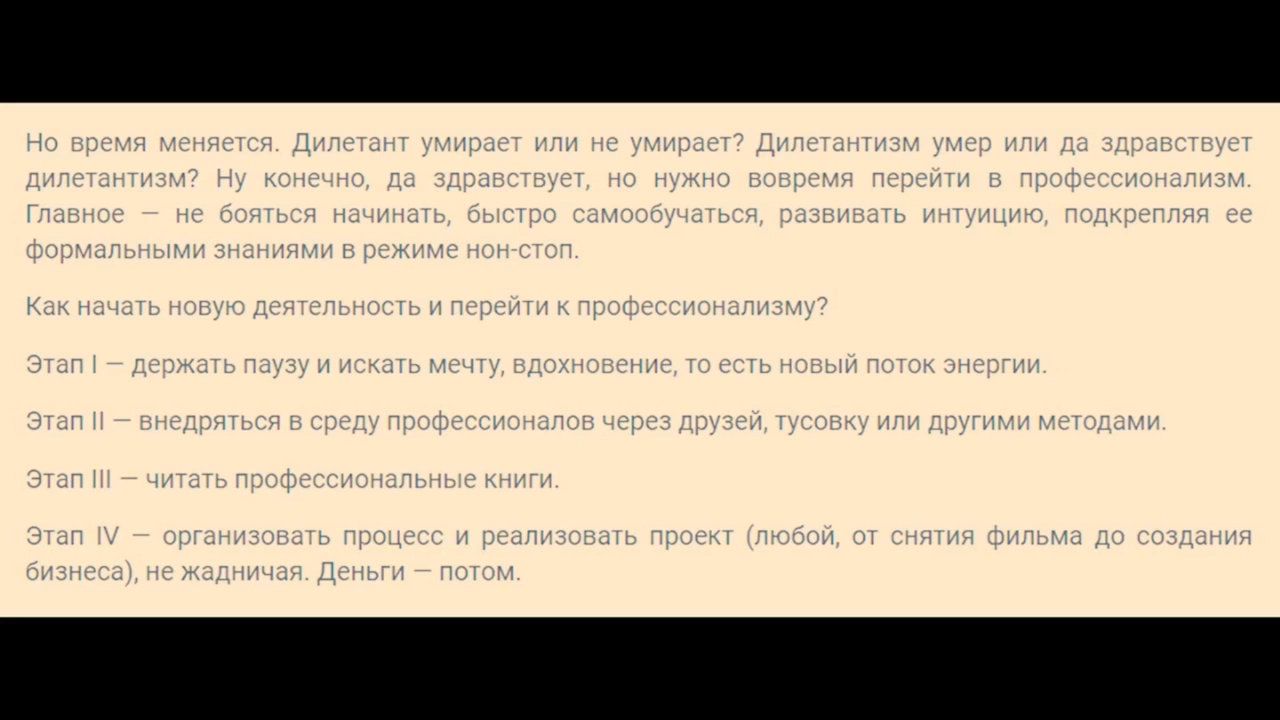 Но время меняется. Дилетант умирает или не умирает? Дилетантизм умер или да здравствует
дилетантизм? Ну конечно, да здравствует, но нужно вовремя перейти в профессионализм.
Главное — не бояться начинать, быстро самообучаться, развивать интуицию, подкрепляя ее
формальными знаниями в режиме нон-стоп.
Как начать новую деятельность и перейти к профессионализму?
Этап I — держать паузу и искать мечту, вдохновение, то есть новый поток энергии.
Этап II — внедряться в среду профессионалов через друзей, тусовку или другими методами.
Этап III — читать профессиональные книги.
Этап IV — организовать процесс и реализовать проект (любой, от снятия фильма до создания
бизнеса), не жадничая. Деньги — потом.